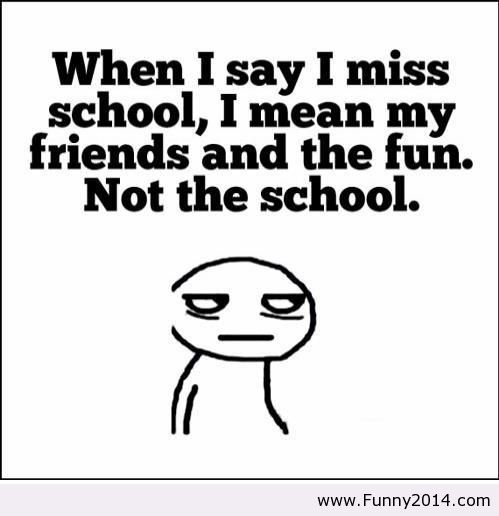 When I say I miss
school, I mean my
friends and the fun.
Not the school.
www.Funny2014.com